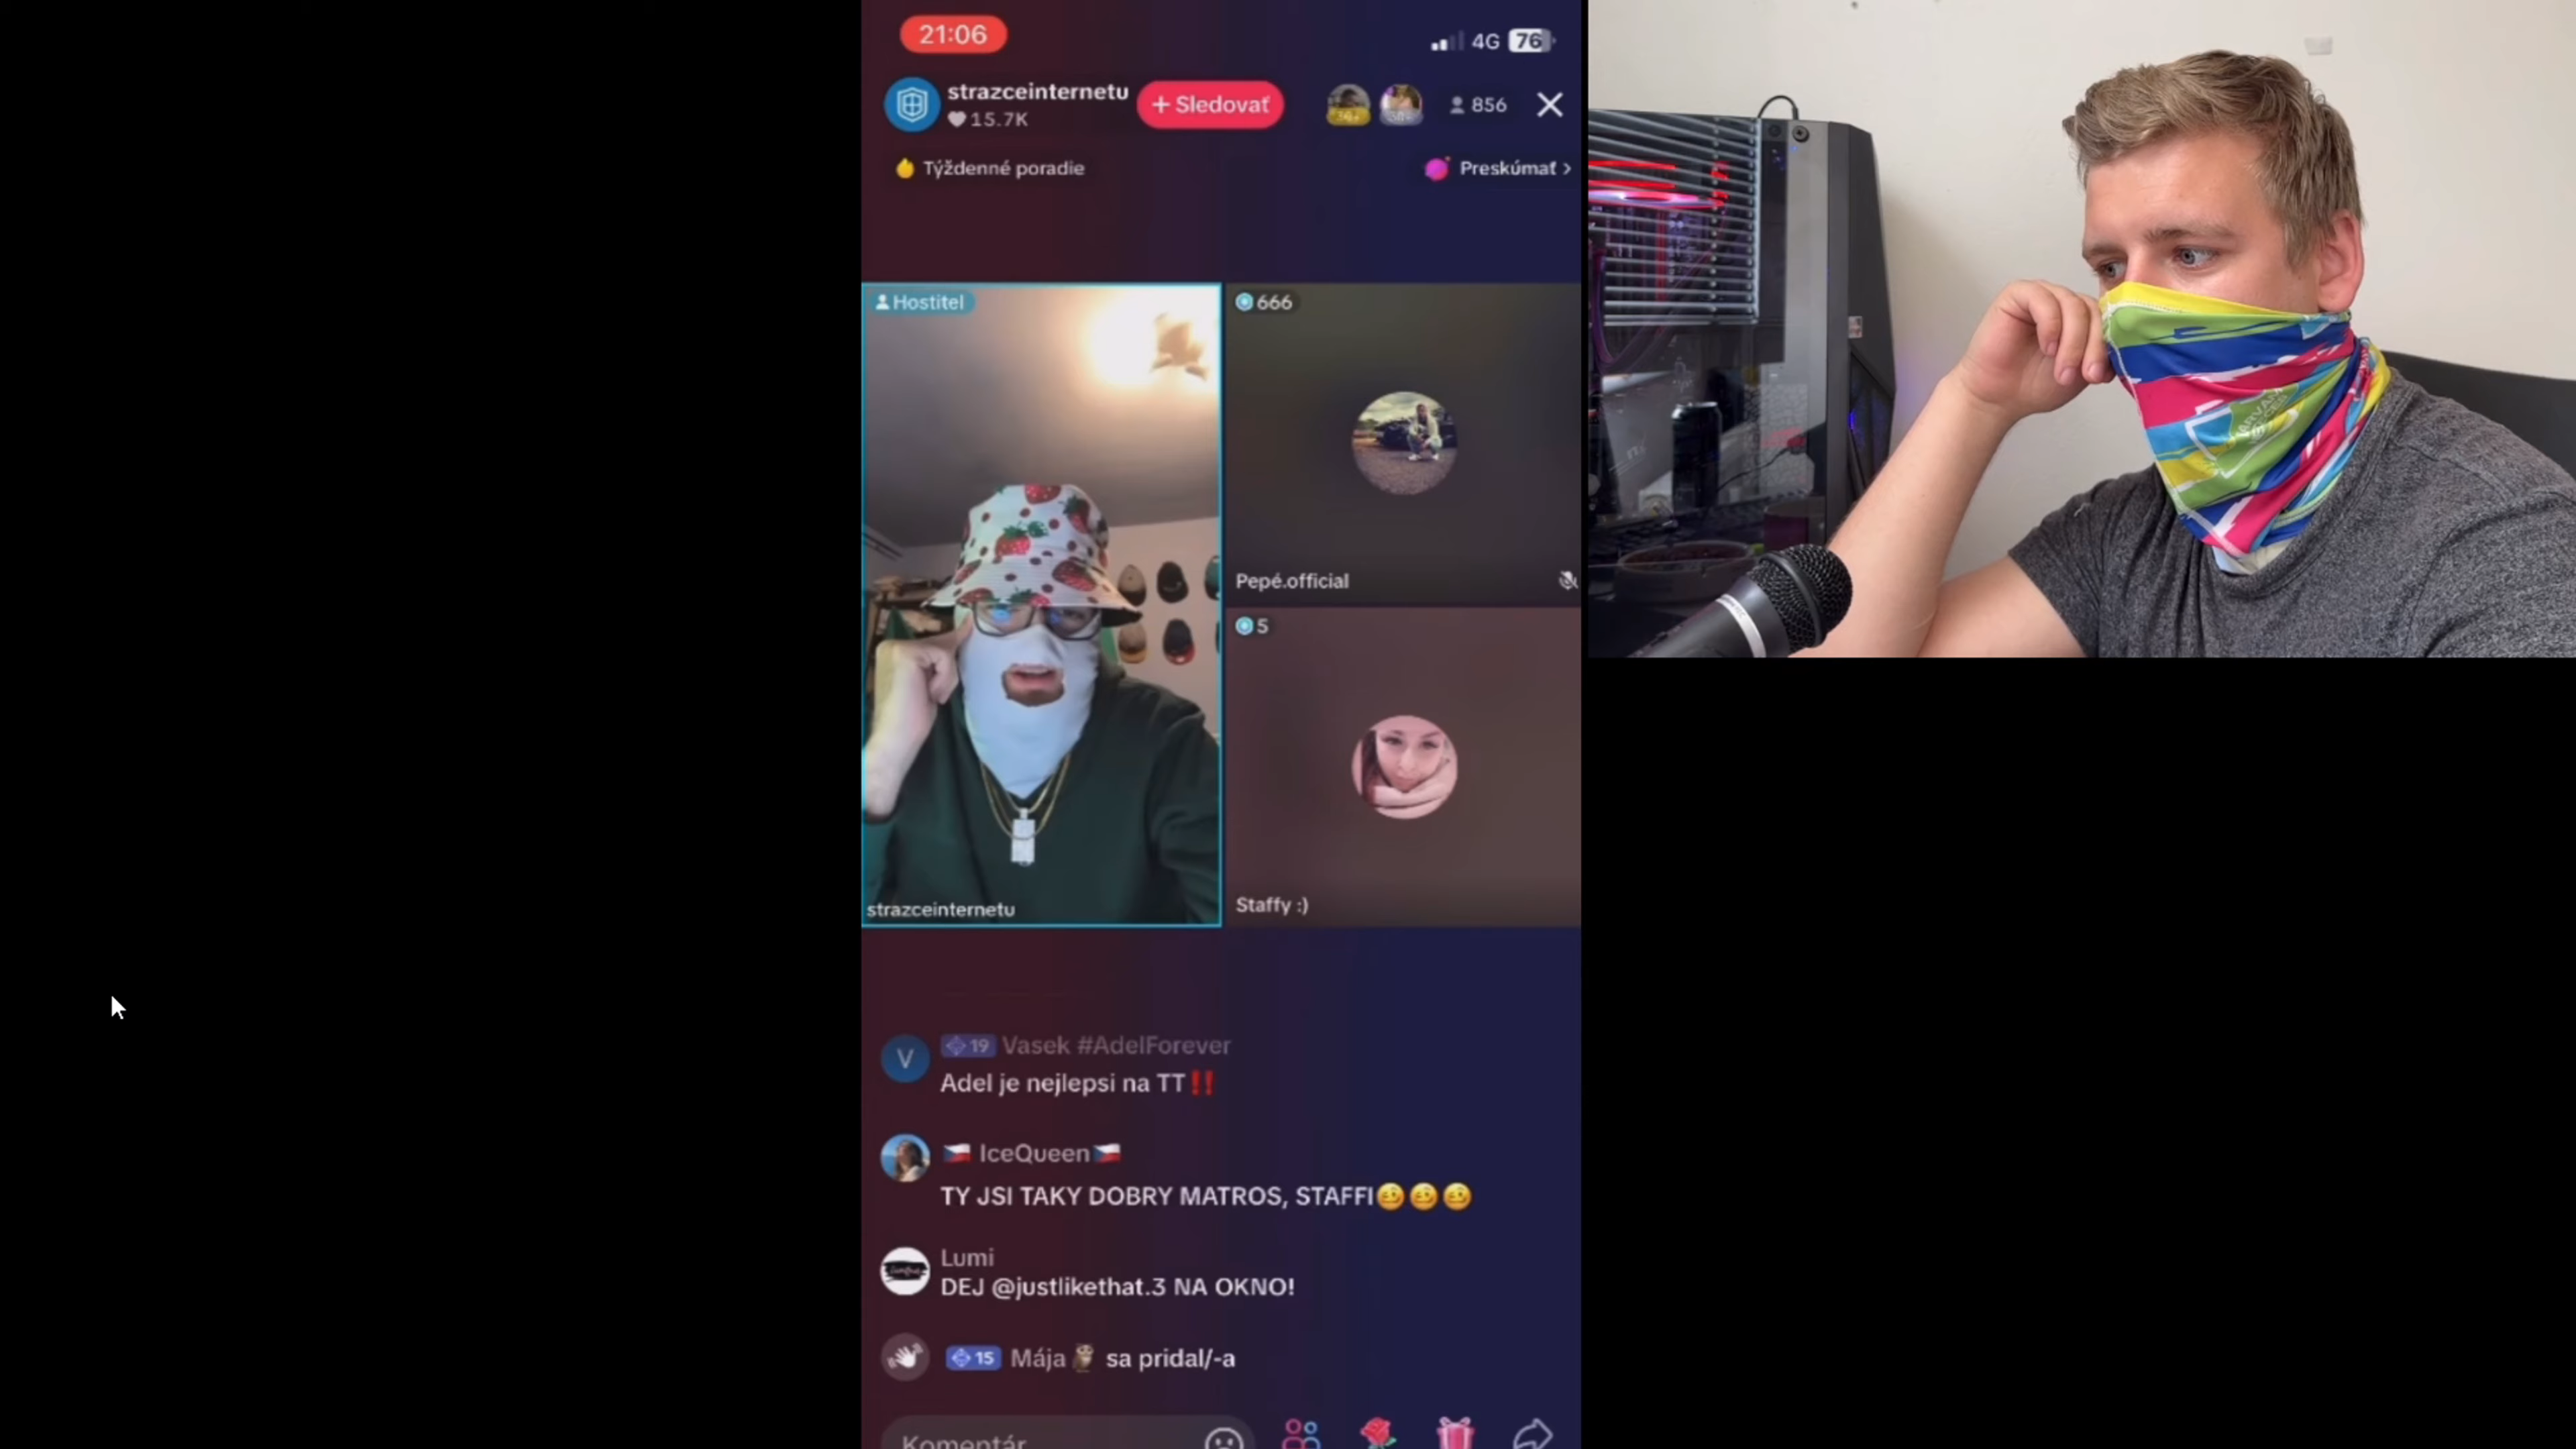 21:06
4G 76
strazceinternetu
15.7K
+ Sledovať
856
Týždenné poradie
Preskúmať >
Hostitel
666
Pepé.official
5
strazceinternetu
Staffy :)
19 Vasek #AdelForever
Adel je nejlepsi na TT‼️
IceQueen
TY JSI TAKY DOBRY MATROS, STAFFI🥴🥴🥴
Lumi
DEJ @justlikethat.3 NA OKNO!
15 Mája🦉 sa pridal/-a
Komentár